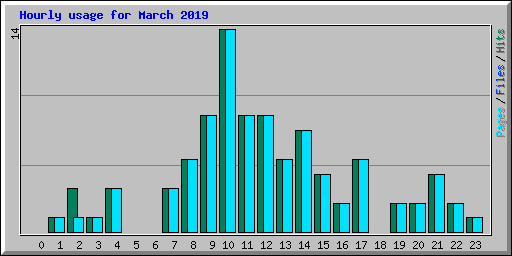 Hourly usage for March 2019
14
Pages/Files/Hits
0 1 2 3 4 5 6 7 8 9 10 11 12 13 14 15 16 17 18 19 20 21 22 23